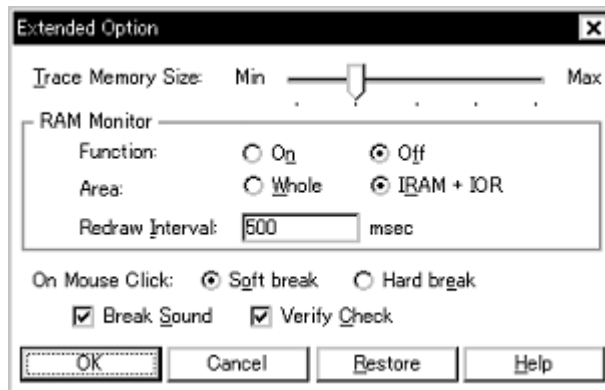 Extended Option
Trace Memory Size: Min Max
RAM Monitor
Function: On Off
Area: Whole IRAM + IOR
Redraw Interval: 500 msec
On Mouse Click: Soft break Hard break
Break Sound Verify Check
OK Cancel Restore Help